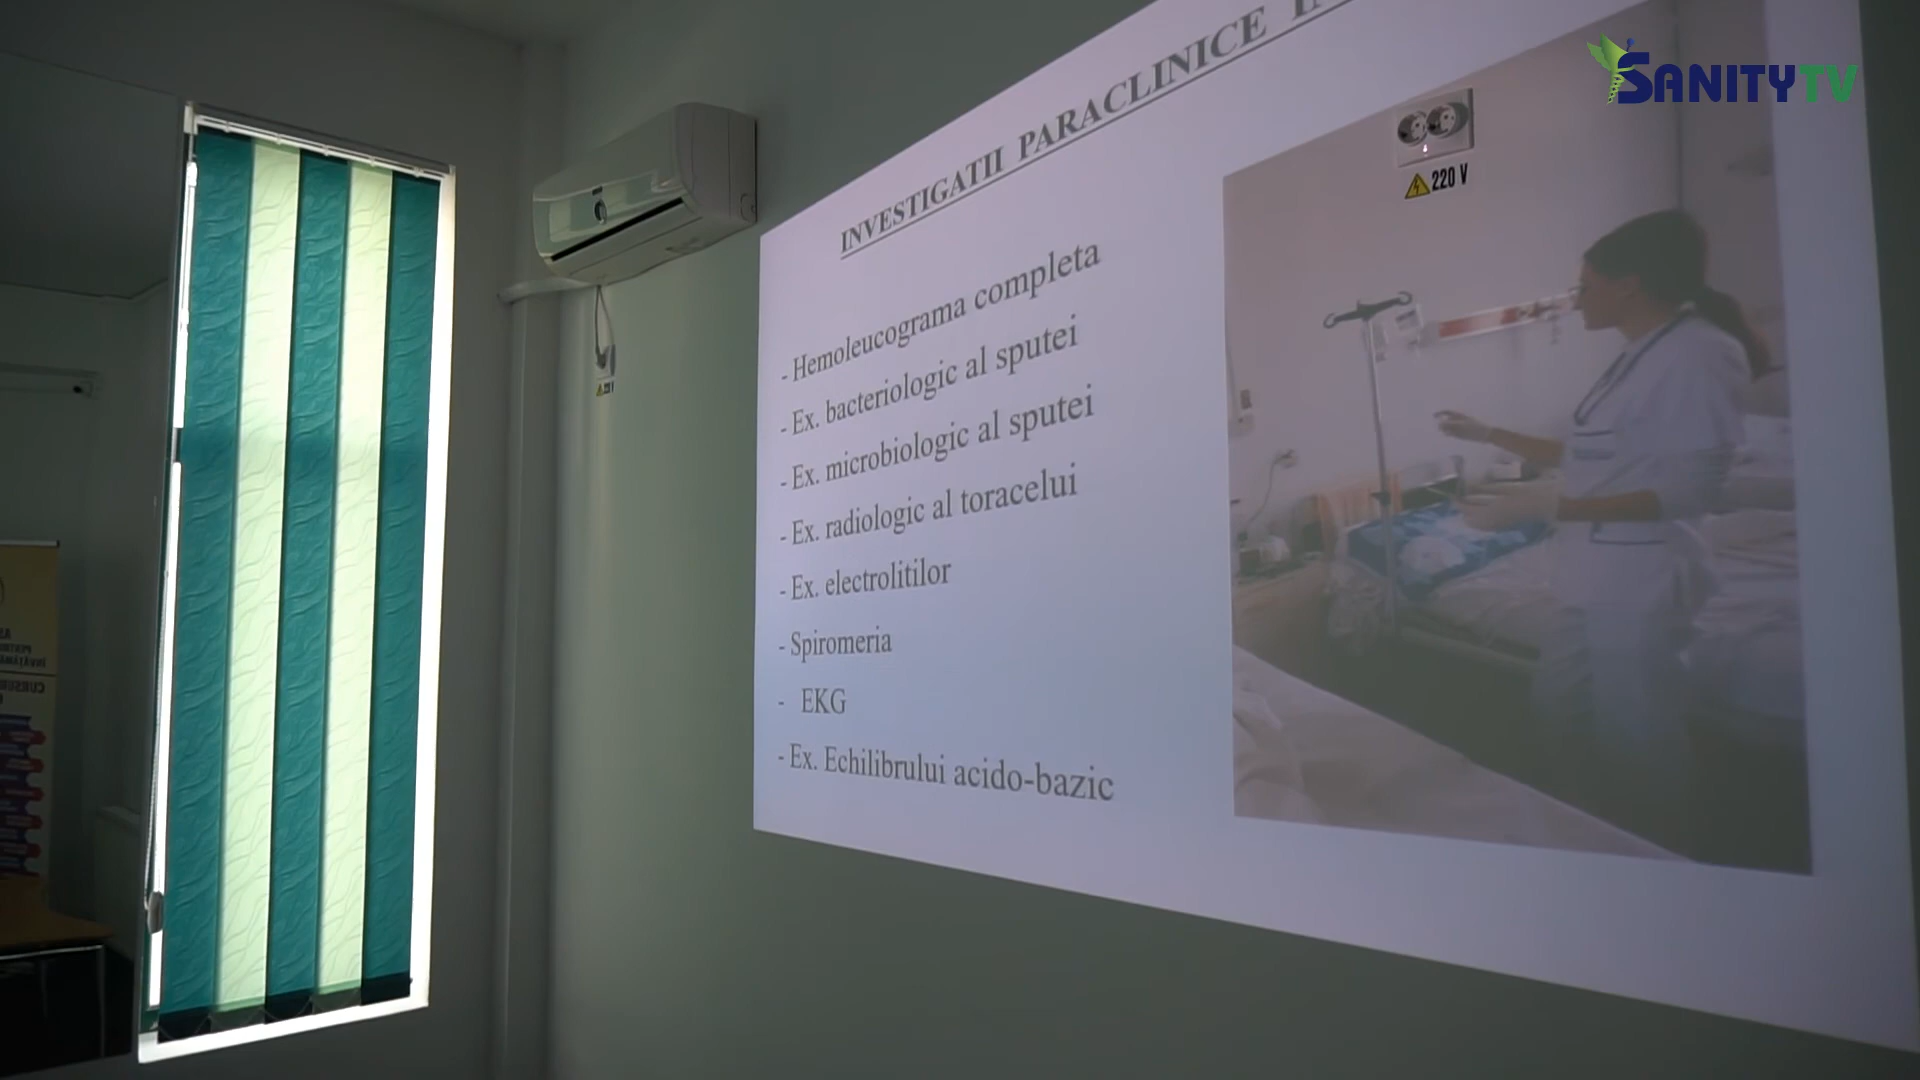 SANITYTV
INVESTIGATII PARACLINICE
- Hemoleucograma completa
- Ex. bacteriologic al sputei
- Ex. microbiologic al sputei
- Ex. radiologic al toracelui
- Ex. electrolitilor
- Spiromeria
- EKG
- Ex. Echilibrului acido-bazic
220 V